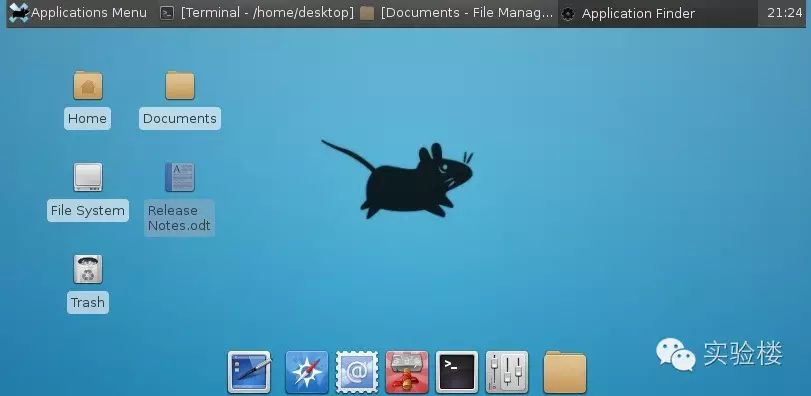 Applications Menu
[Terminal - /home/desktop]
[Documents - File Manag...
Application Finder
21:24
Home
Documents
File System
Release
Notes.odt
Trash
@
>_
实验楼